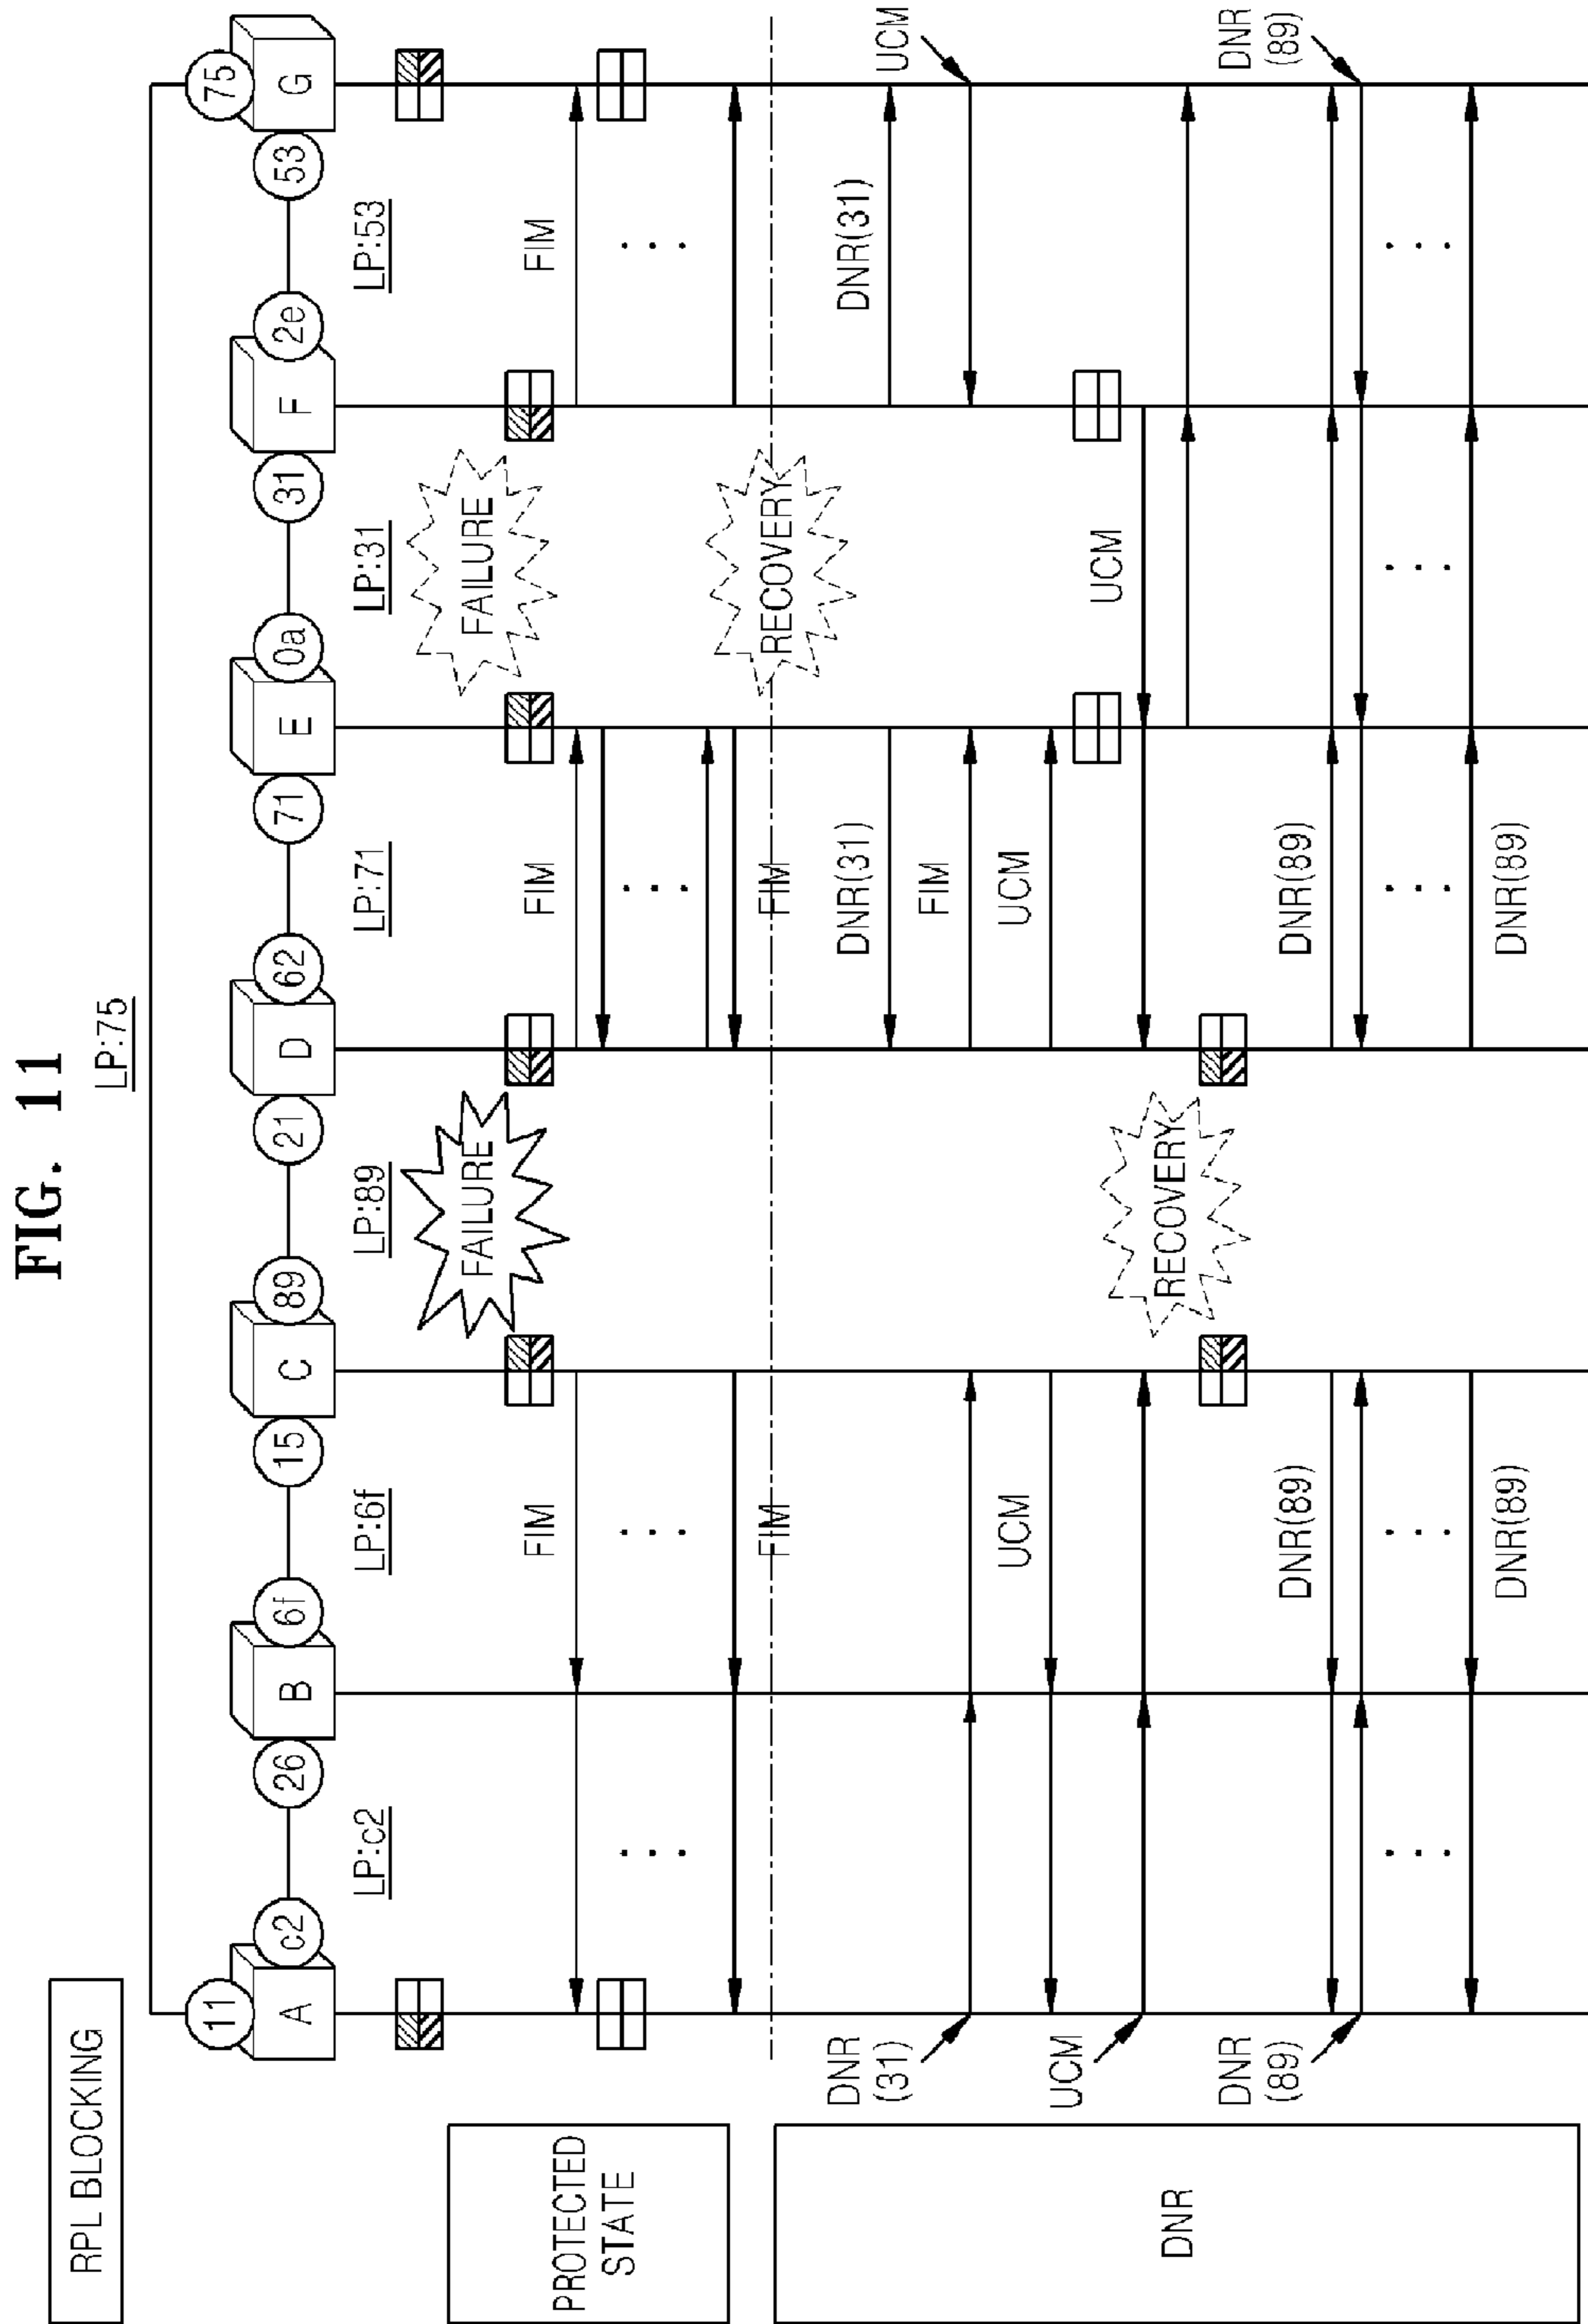 FIG. 11
RPL BLOCKING
LP:75
11
75
A
c2
26
B
6f
15
C
89
21
D
62
71
E
0a
31
F
2e
53
G
LP:c2
LP:6f
LP:89
LP:71
LP:31
LP:53
PROTECTED
STATE
FAILURE
FAILURE
FIM
FIM
FIM
. . .
. . .
. . .
. . .
RECOVERY
FIM
FIM
DNR
DNR
(31)
DNR(31)
DNR(31)
UCM
FIM
UCM
UCM
UCM
UCM
RECOVERY
DNR
(89)
DNR(89)
DNR(89)
DNR
(89)
. . .
. . .
. . .
. . .
. . .
DNR(89)
DNR(89)